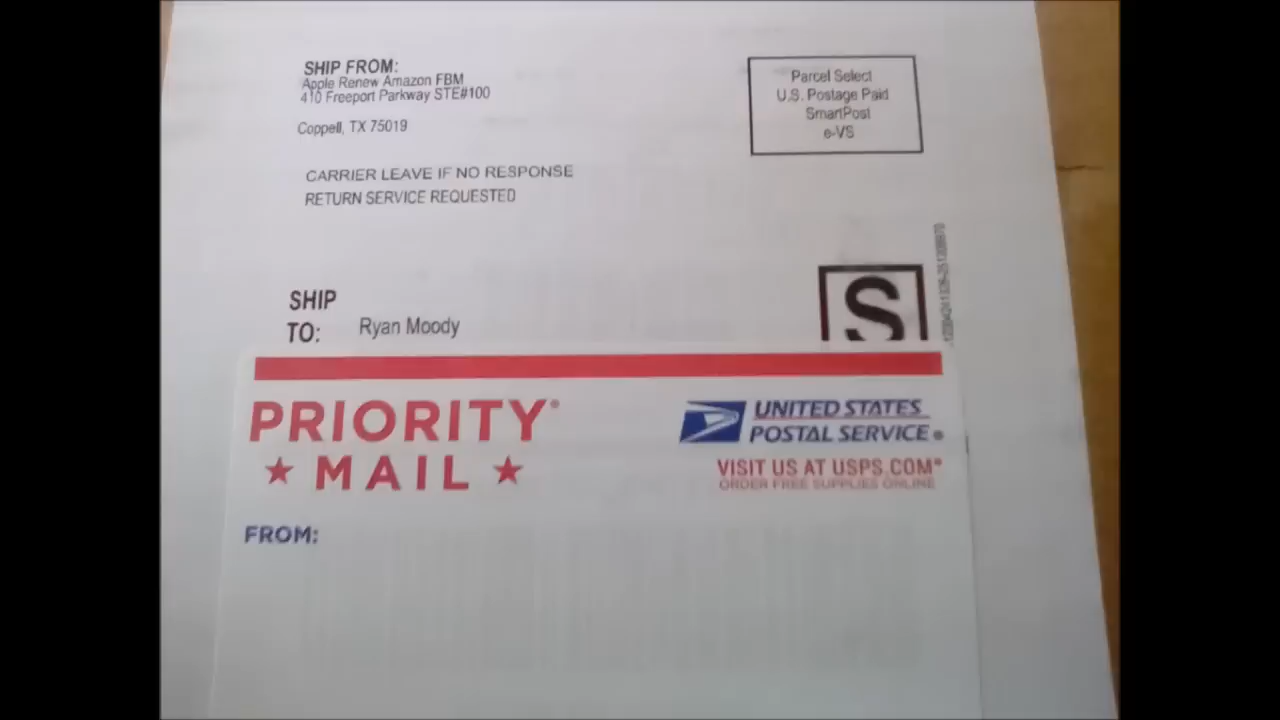 SHIP FROM:
Apple Renew Amazon FBM
410 Freeport Parkway STE#100
Coppell, TX 75019
Parcel Select
U.S. Postage Paid
SmartPost
e-VS
CARRIER LEAVE IF NO RESPONSE
RETURN SERVICE REQUESTED
SHIP
TO: Ryan Moody
S
PRIORITY®
MAIL
UNITED STATES
POSTAL SERVICE®
VISIT US AT USPS.COM®
ORDER FREE SUPPLIES ONLINE
FROM: